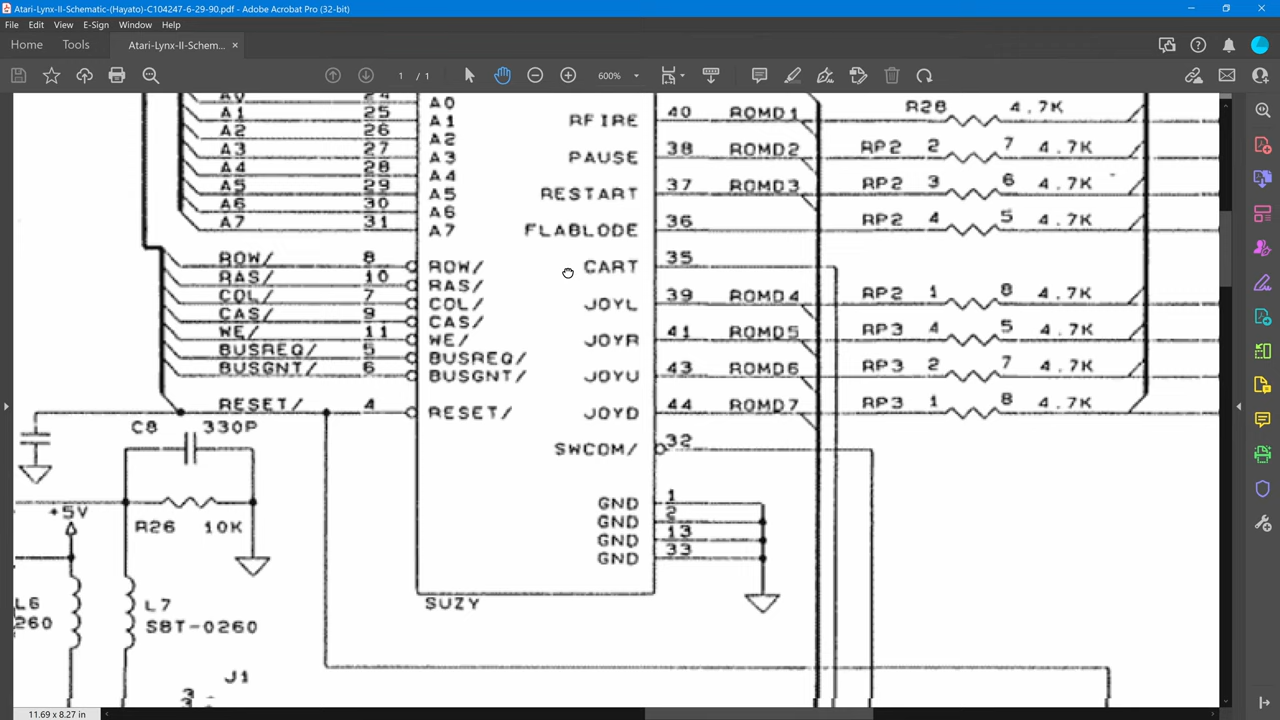 Atari-Lynx-II-Schematic-(Hayato)-C104247-6-29-90.pdf - Adobe Acrobat Pro (32-bit)
File Edit View E-Sign Window Help
Home Tools Atari-Lynx-II-Schem... ×
1 / 1 600%
A0 24 A0
A1 25 A1 RFIRE 40 ROMD1 R28 4.7K
A2 26 A2
A3 27 A3 PAUSE 38 ROMD2 RP2 2 7 4.7K
A4 28 A4
A5 29 A5 RESTART 37 ROMD3 RP2 3 6 4.7K
A6 30 A6
A7 31 A7 FLABLODE 36 RP2 4 5 4.7K
ROW/ 8 ROW/ CART 35
RAS/ 10 RAS/
COL/ 7 COL/ JOYL 39 ROMD4 RP2 1 8 4.7K
CAS/ 9 CAS/
WE/ 11 WE/ JOYR 41 ROMD5 RP3 4 5 4.7K
BUSREQ/ 5 BUSREQ/
BUSGNT/ 6 BUSGNT/ JOYU 43 ROMD6 RP3 2 7 4.7K
RESET/ 4 RESET/ JOYD 44 ROMD7 RP3 1 8 4.7K
C8 330P
SWCOM/ 32
GND 1
+5V GND 2
R26 10K GND 13
GND 33
L6 L7 SUZY
260 SBT-0260
J1
3
11.69 x 8.27 in